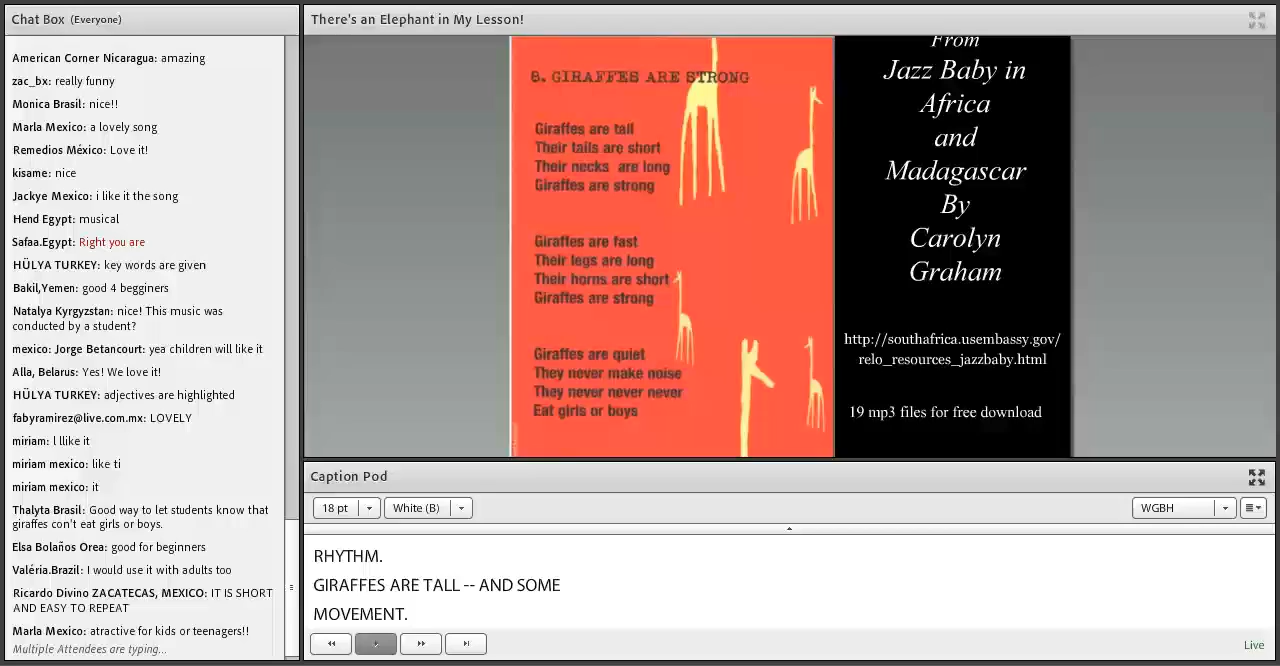 Chat Box (Everyone)
American Corner Nicaragua: amazing
zac_bx: really funny
Monica Brasil: nice!!
Marla Mexico: a lovely song
Remedios México: Love it!
kisame: nice
Jackye Mexico: i like it the song
Hend Egypt: musical
Safaa.Egypt: Right you are
HÜLYA TURKEY: key words are given
Bakil,Yemen: good 4 begginers
Natalya Kyrgyzstan: nice! This music was
conducted by a student?
mexico: Jorge Betancourt: yea children will like it
Alla, Belarus: Yes! We love it!
HÜLYA TURKEY: adjectives are highlighted
fabyramirez@live.com.mx: LOVELY
miriam: l llike it
miriam mexico: like ti
miriam mexico: it
Thalyta Brasil: Good way to let students know that
giraffes con't eat girls or boys.
Elsa Bolaños Orea: good for beginners
Valéria.Brazil: I would use it with adults too
Ricardo Divino ZACATECAS, MEXICO: IT IS SHORT
AND EASY TO REPEAT
Marla Mexico: atractive for kids or teenagers!!
Multiple Attendees are typing...
There's an Elephant in My Lesson!
8. GIRAFFES ARE STRONG
Giraffes are tall
Their tails are short
Their necks are long
Giraffes are strong
Giraffes are fast
Their legs are long
Their horns are short
Giraffes are strong
Giraffes are quiet
They never make noise
They never never never
Eat girls or boys
From
Jazz Baby in
Africa
and
Madagascar
By
Carolyn
Graham
http://southafrica.usembassy.gov/
relo_resources_jazzbaby.html
19 mp3 files for free download
Caption Pod
18 pt
White (B)
WGBH
RHYTHM.
GIRAFFES ARE TALL -- AND SOME
MOVEMENT.
Live